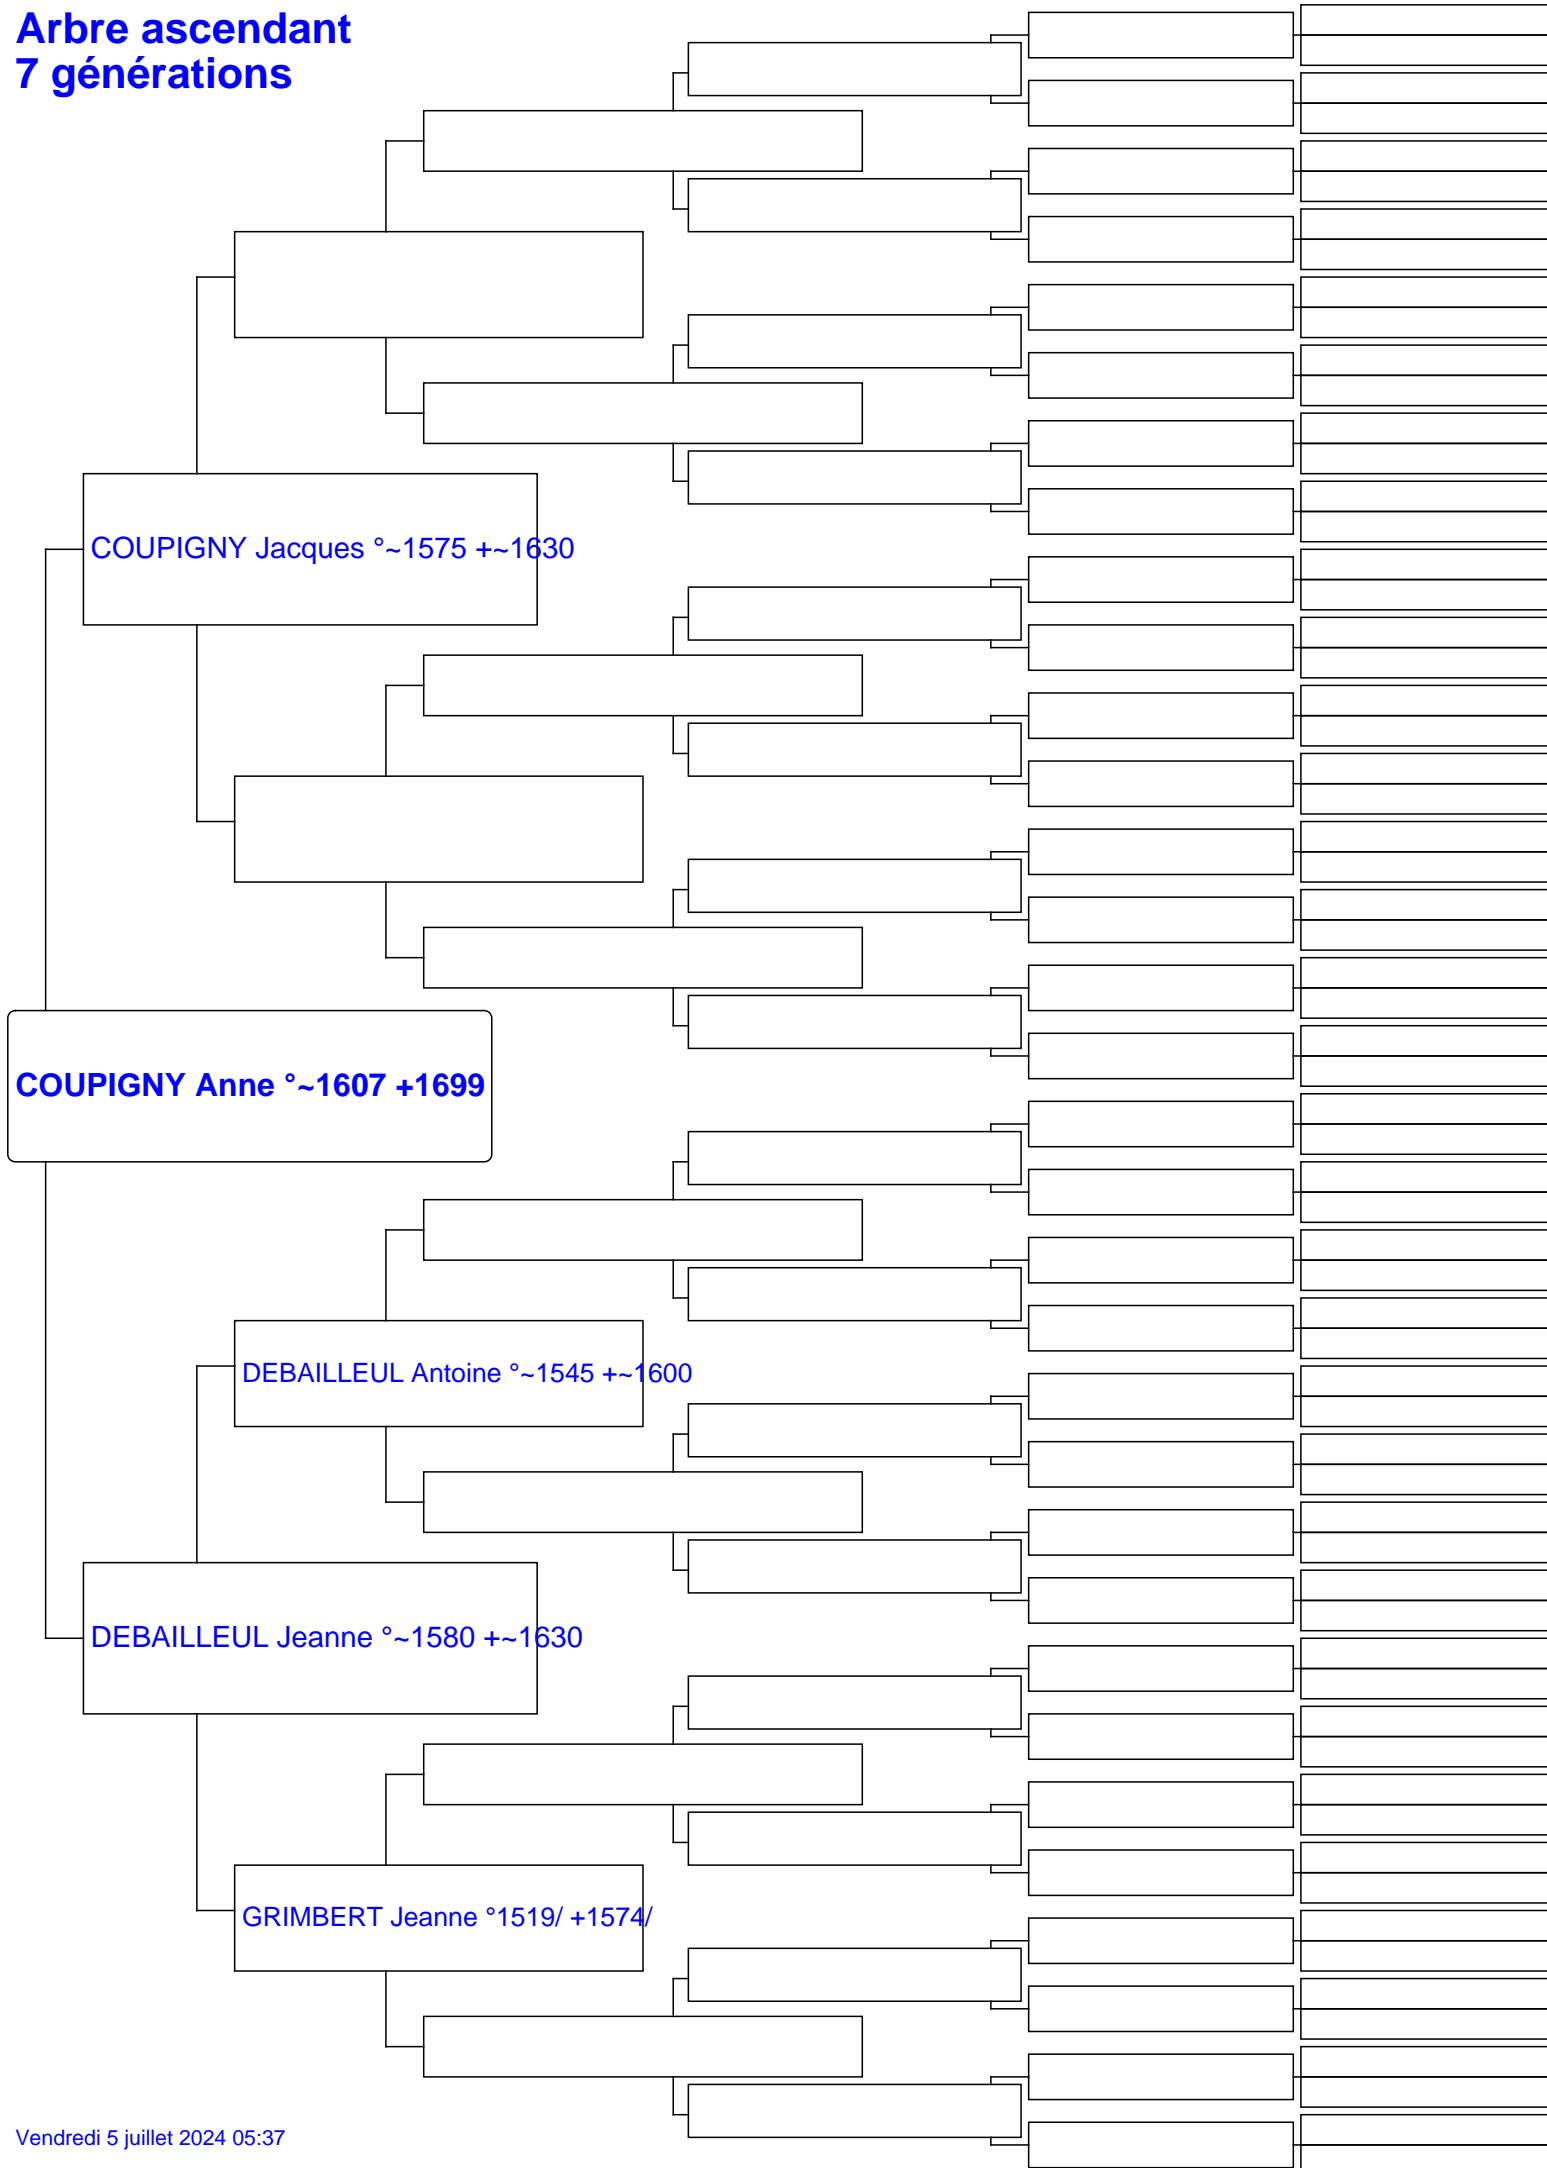 Arbre ascendant
7 générations
COUPIGNY Jacques °~1575 +~1630
COUPIGNY Anne °~1607 +1699
DEBAILLEUL Antoine °~1545 +~1600
DEBAILLEUL Jeanne °~1580 +~1630
GRIMBERT Jeanne °1519/ +1574/
Vendredi 5 juillet 2024 05:37